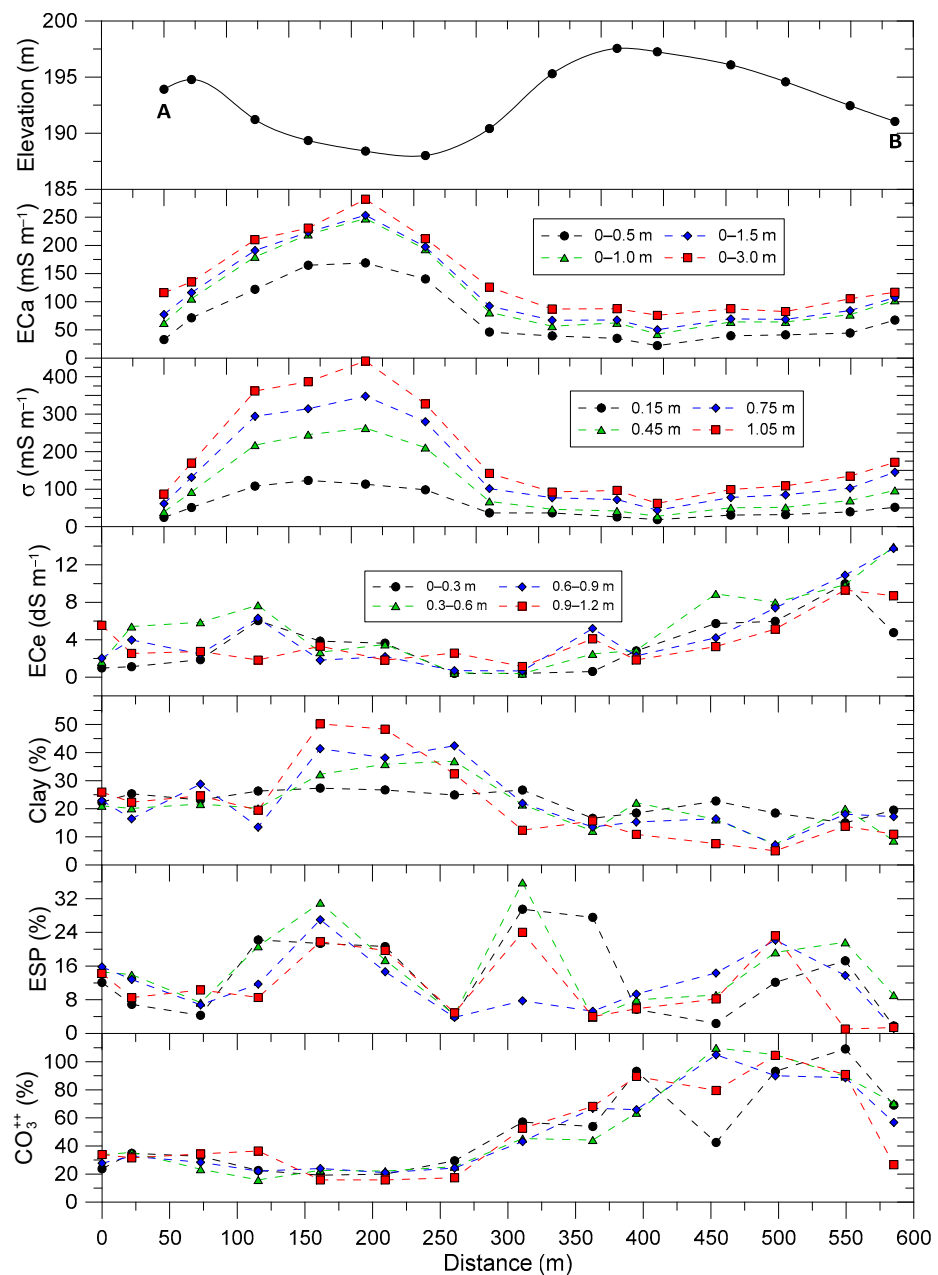 200
195
190
185
Elevation (m)
A
B
250
200
150
100
50
0
ECa (mS m⁻¹)
0–0.5 m 0–1.5 m
0–1.0 m 0–3.0 m
400
300
200
100
0
σ (mS m⁻¹)
0.15 m 0.75 m
0.45 m 1.05 m
12
8
4
0
ECe (dS m⁻¹)
0–0.3 m 0.6–0.9 m
0.3–0.6 m 0.9–1.2 m
50
40
30
20
10
0
Clay (%)
32
24
16
8
0
ESP (%)
100
80
60
40
20
0
CO₃⁺⁺ (%)
0 50 100 150 200 250 300 350 400 450 500 550 600
Distance (m)